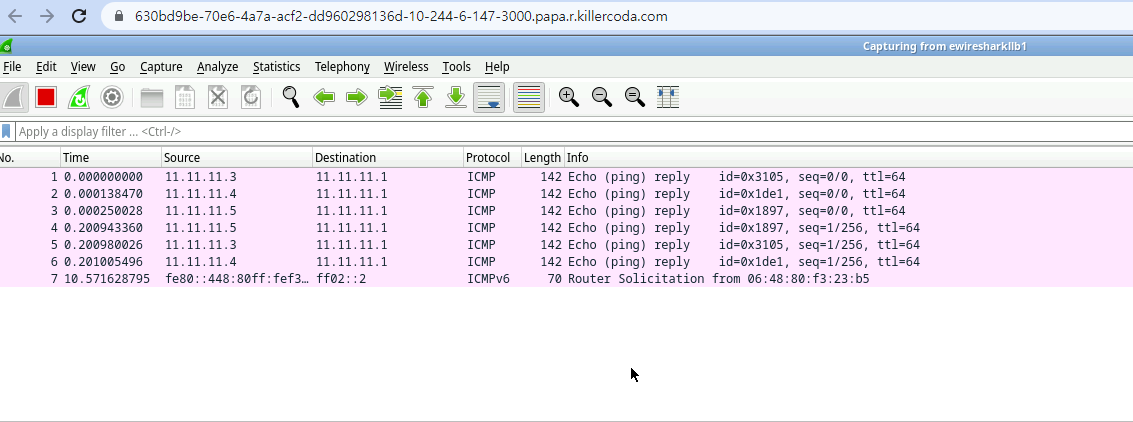 630bd9be-70e6-4a7a-acf2-dd960298136d-10-244-6-147-3000.papa.r.killercoda.com
Capturing from ewiresharkllb1
File Edit View Go Capture Analyze Statistics Telephony Wireless Tools Help
Apply a display filter ... <Ctrl-/>
No. Time Source Destination Protocol Length Info
1 0.000000000 11.11.11.3 11.11.11.1 ICMP 142 Echo (ping) reply id=0x3105, seq=0/0, ttl=64
2 0.000138470 11.11.11.4 11.11.11.1 ICMP 142 Echo (ping) reply id=0x1de1, seq=0/0, ttl=64
3 0.000250028 11.11.11.5 11.11.11.1 ICMP 142 Echo (ping) reply id=0x1897, seq=0/0, ttl=64
4 0.200943360 11.11.11.5 11.11.11.1 ICMP 142 Echo (ping) reply id=0x1897, seq=1/256, ttl=64
5 0.200980026 11.11.11.3 11.11.11.1 ICMP 142 Echo (ping) reply id=0x3105, seq=1/256, ttl=64
6 0.201005496 11.11.11.4 11.11.11.1 ICMP 142 Echo (ping) reply id=0x1de1, seq=1/256, ttl=64
7 10.571628795 fe80::448:80ff:fef3… ff02::2 ICMPv6 70 Router Solicitation from 06:48:80:f3:23:b5